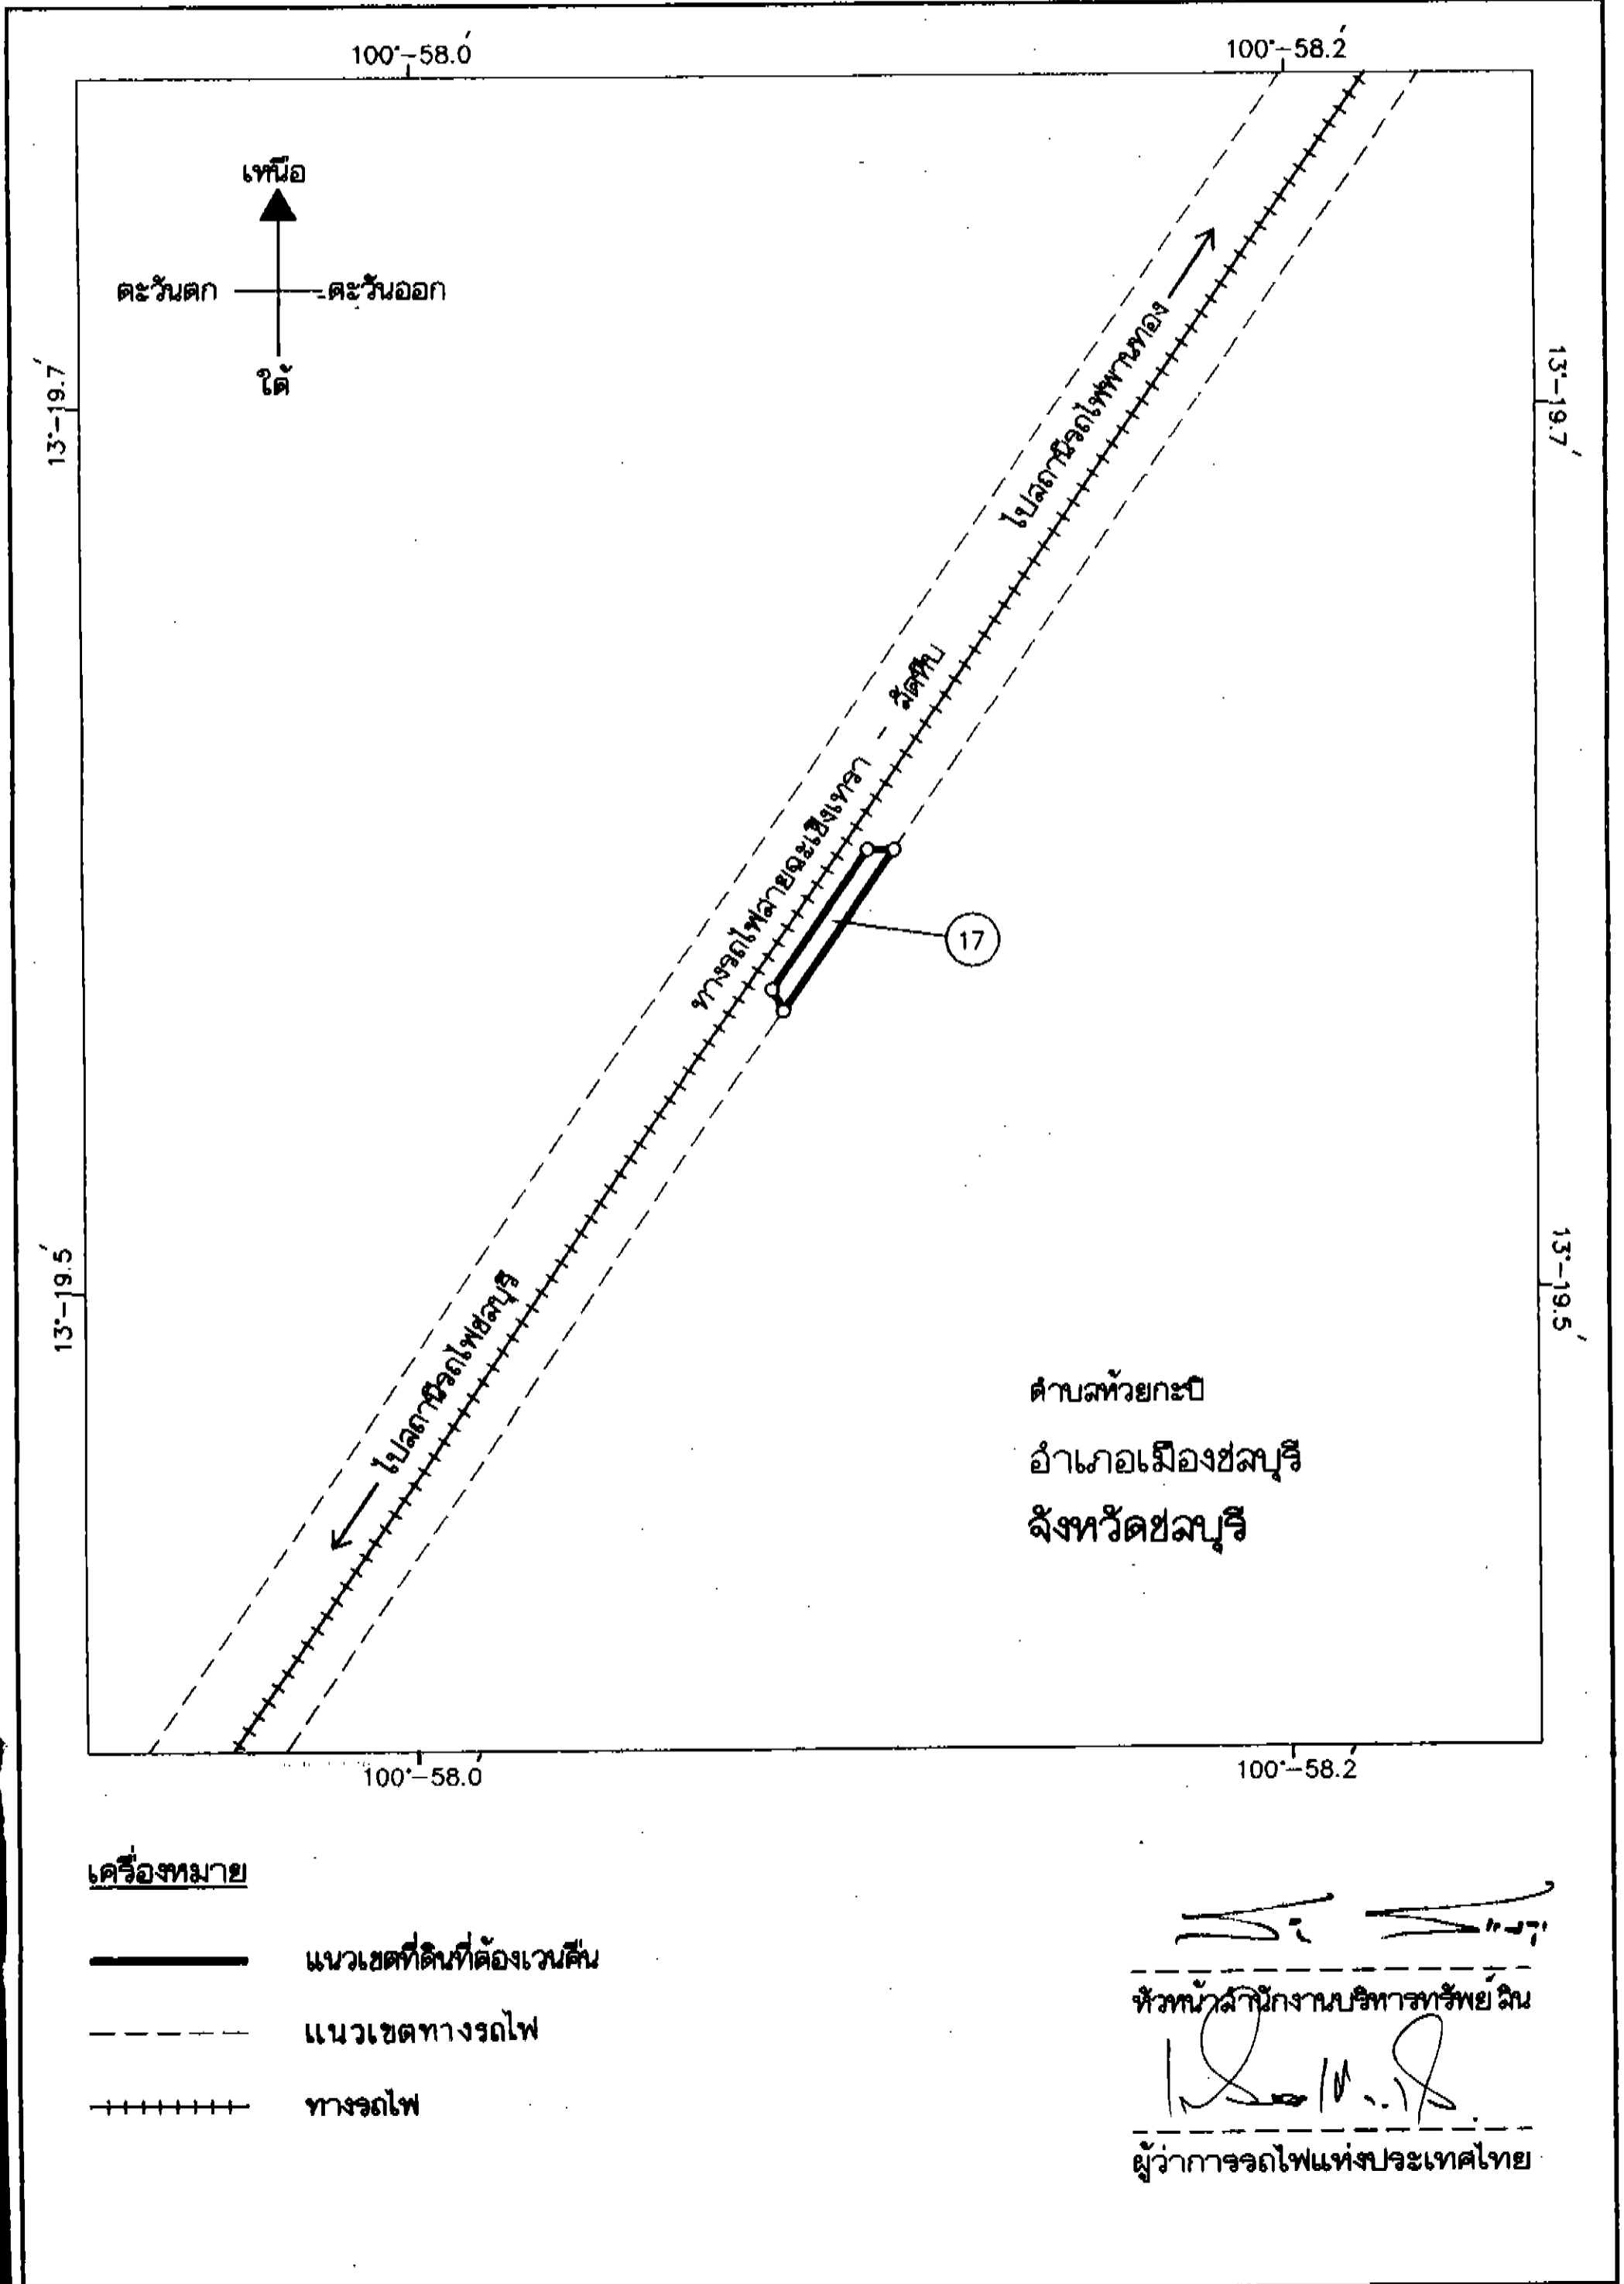 100°-58.0′
100°-58.2′
เหนือ
ตะวันตก
ตะวันออก
ใต้
13°-19.7′
13°-19.7′
ไปสถานีรถไฟพานทอง
ทางรถไฟสายฉะเชิงเทรา - สัตหีบ
17
13°-19.5′
13°-19.5′
ไปสถานีรถไฟชลบุรี
ตำบลห้วยกะปิ
อำเภอเมืองชลบุรี
จังหวัดชลบุรี
100°-58.0′
100°-58.2′
เครื่องหมาย
แนวเขตที่ดินที่ต้องเวนคืน
แนวเขตทางรถไฟ
ทางรถไฟ
หัวหน้าสำนักงานบริหารทรัพย์สิน
ผู้ว่าการรถไฟแห่งประเทศไทย